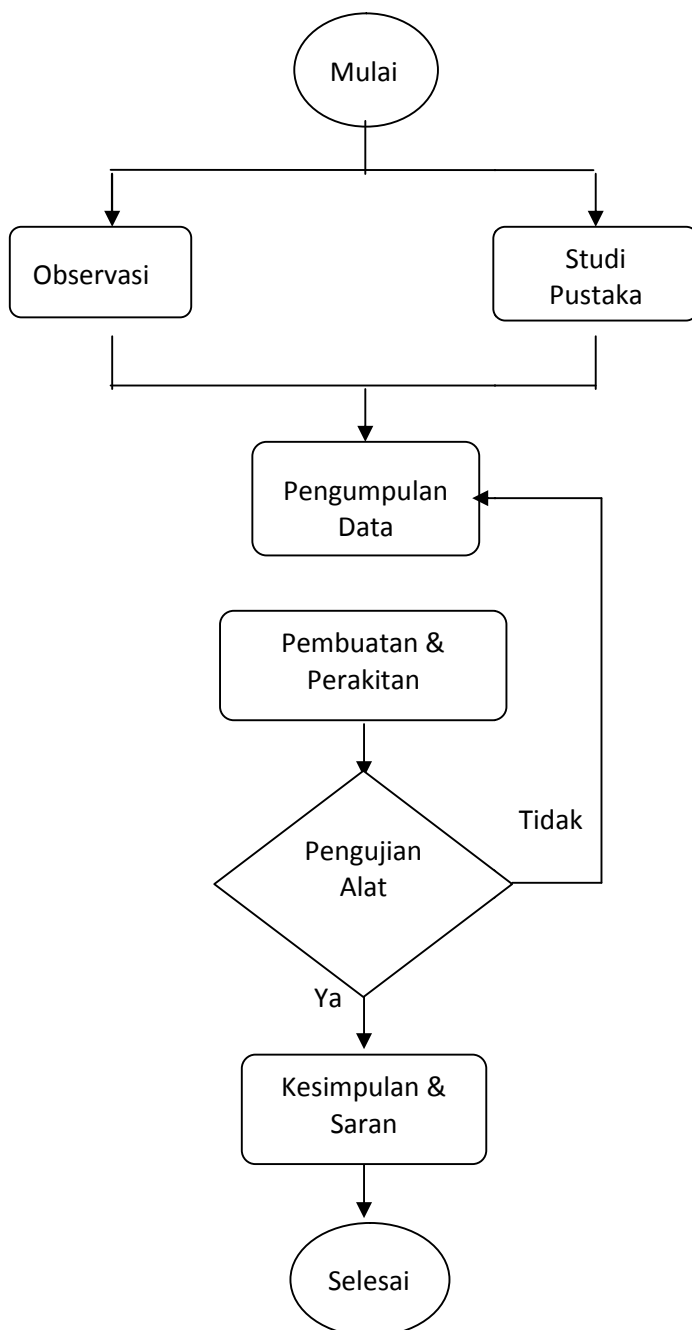 Mulai
Observasi
Studi
Pustaka
Pengumpulan
Data
Pembuatan &
Perakitan
Tidak
Pengujian
Alat
Ya
Kesimpulan &
Saran
Selesai